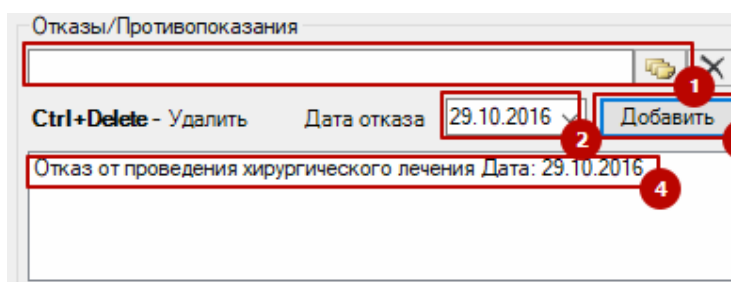 Отказы/Противопоказания
1
Ctrl+Delete - Удалить Дата отказа 29.10.2016 Добавить
2
Отказ от проведения хирургического лечения Дата: 29.10.2016
4